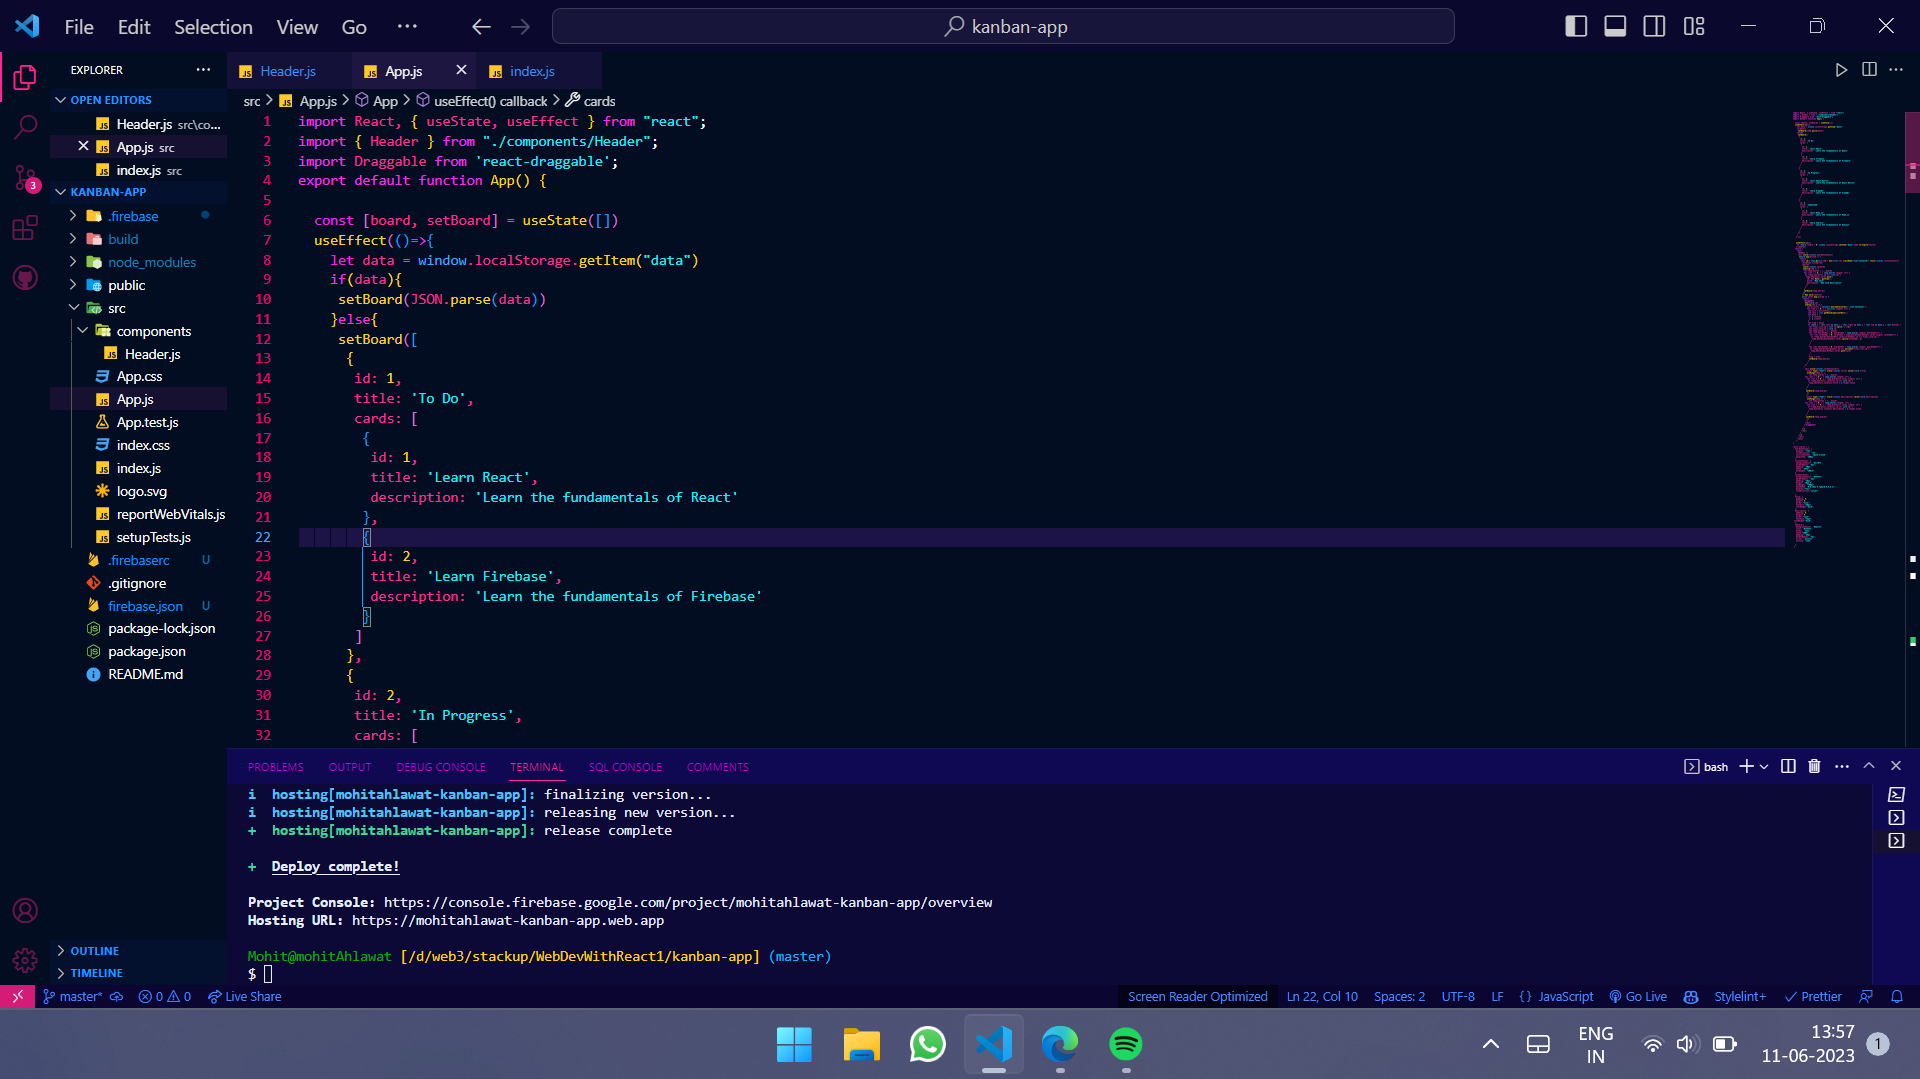 File Edit Selection View Go ··· kanban-app
EXPLORER ···
OPEN EDITORS
Header.js src\co...
App.js src
index.js src
KANBAN-APP
.firebase
build
node_modules
public
src
components
Header.js
App.css
App.js
App.test.js
index.css
index.js
logo.svg
reportWebVitals.js
setupTests.js
.firebaserc U
.gitignore
firebase.json U
package-lock.json
package.json
README.md
OUTLINE
TIMELINE
3
Header.js App.js index.js
src > App.js > App > useEffect() callback > cards
1 import React, { useState, useEffect } from "react";
2 import { Header } from "./components/Header";
3 import Draggable from 'react-draggable';
4 export default function App() {
5
6 const [board, setBoard] = useState([])
7 useEffect(()=>{
8 let data = window.localStorage.getItem("data")
9 if(data){
10 setBoard(JSON.parse(data))
11 }else{
12 setBoard([
13 {
14 id: 1,
15 title: 'To Do',
16 cards: [
17 {
18 id: 1,
19 title: 'Learn React',
20 description: 'Learn the fundamentals of React'
21 },
22 {
23 id: 2,
24 title: 'Learn Firebase',
25 description: 'Learn the fundamentals of Firebase'
26 }
27 ]
28 },
29 {
30 id: 2,
31 title: 'In Progress',
32 cards: [
PROBLEMS OUTPUT DEBUG CONSOLE TERMINAL SQL CONSOLE COMMENTS bash
i hosting[mohitahlawat-kanban-app]: finalizing version...
i hosting[mohitahlawat-kanban-app]: releasing new version...
+ hosting[mohitahlawat-kanban-app]: release complete
+ Deploy complete!
Project Console: https://console.firebase.google.com/project/mohitahlawat-kanban-app/overview
Hosting URL: https://mohitahlawat-kanban-app.web.app
Mohit@mohitAhlawat [/d/web3/stackup/WebDevWithReact1/kanban-app] (master)
$
master* 0 0 Live Share Screen Reader Optimized Ln 22, Col 10 Spaces: 2 UTF-8 LF {} JavaScript Go Live Stylelint+ Prettier
ENG
IN
13:57
11-06-2023
1